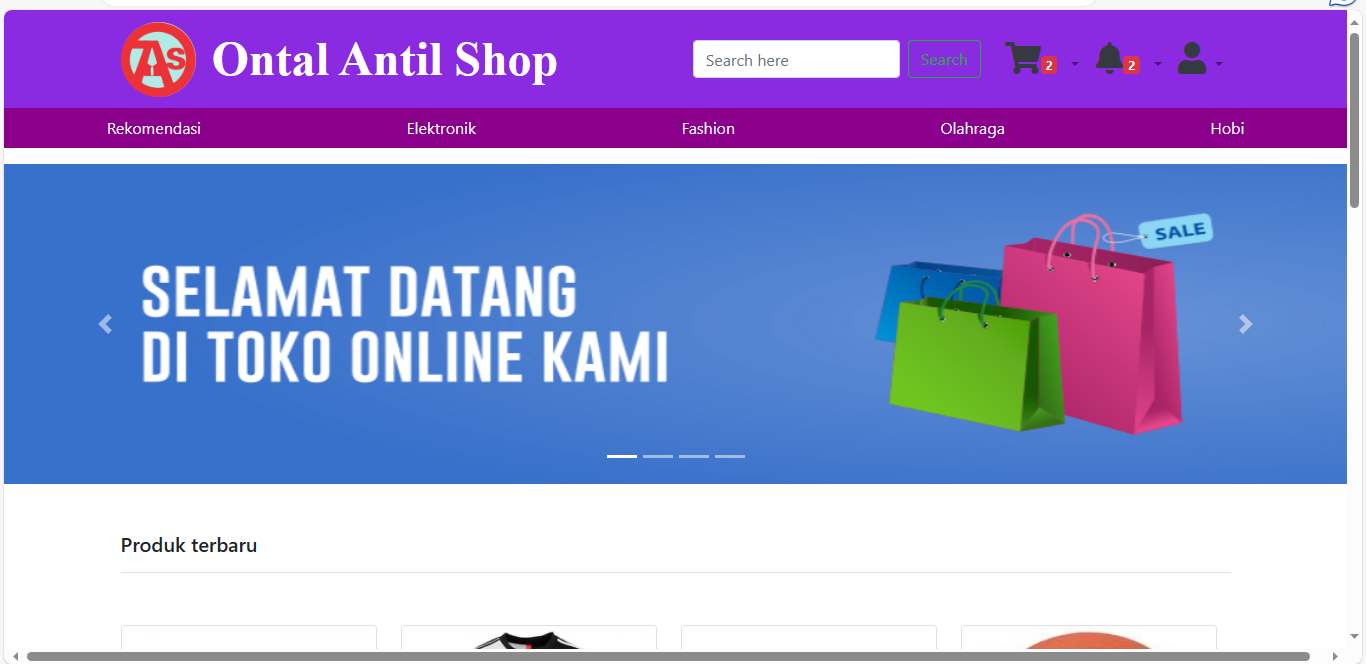 7As
Ontal Antil Shop
Search here
Search
2
2
Rekomendasi
Elektronik
Fashion
Olahraga
Hobi
SALE
SELAMAT DATANG
DI TOKO ONLINE KAMI
Produk terbaru